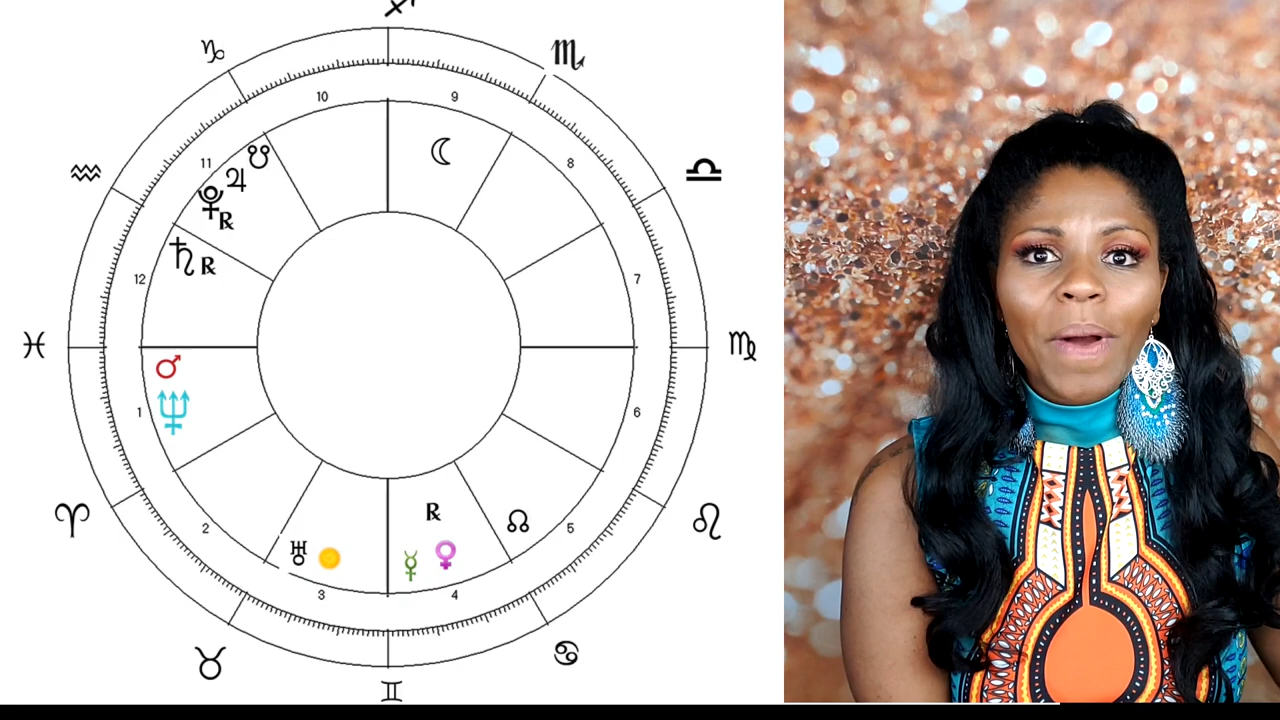 ♐
♑ ♏
10 9
♒ 11 ☋ ☾ 8 ♎
♃
♇ R
♄ R
12 7
♓ ♍
♂
1 ♆ 6
♈ 2 R ☊ 5 ♌
♅ ☿ ♀
3 4
♉ ♋
♊